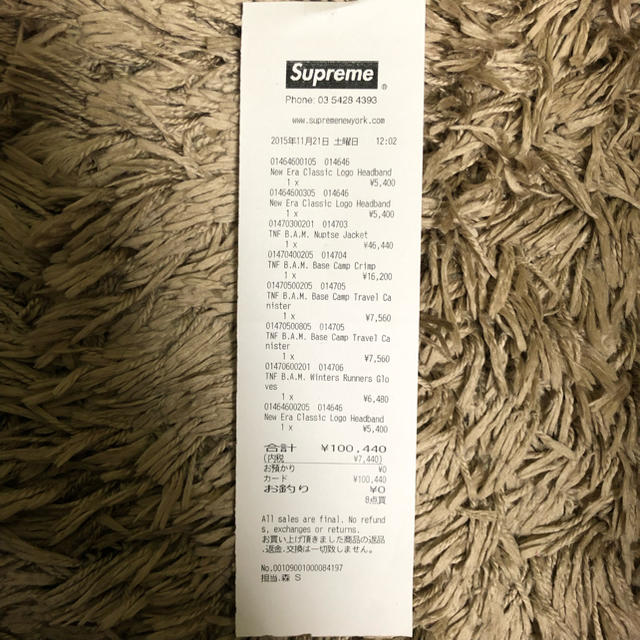 Supreme
®
Phone: 03 5428 4393
www.supremenewyork.com
2015年11月21日 土曜日 12:02
01464600105 014646
New Era Classic Logo Headband
1 x ¥5,400
01464600305 014646
New Era Classic Logo Headband
1 x ¥5,400
01470300201 014703
TNF B.A.M. Nuptse Jacket
1 x ¥46,440
01470400205 014704
TNF B.A.M. Base Camp Crimp
1 x ¥16,200
01470500205 014705
TNF B.A.M. Base Camp Travel Ca
nister
1 x ¥7,560
01470500805 014705
TNF B.A.M. Base Camp Travel Ca
nister
1 x ¥7,560
01470600201 014706
TNF B.A.M. Winters Runners Glo
ves
1 x ¥6,480
01464600205 014646
New Era Classic Logo Headband
1 x ¥5,400
合計 ¥100,440
(内税 ¥7,440)
お預かり ¥0
カード ¥100,440
お釣り ¥0
8点買
All sales are final. No refund
s, exchanges or returns.
お買い上げ頂きました商品の返品
.返金.交換は一切致しません。
No.00109001000084197
担当.森 S